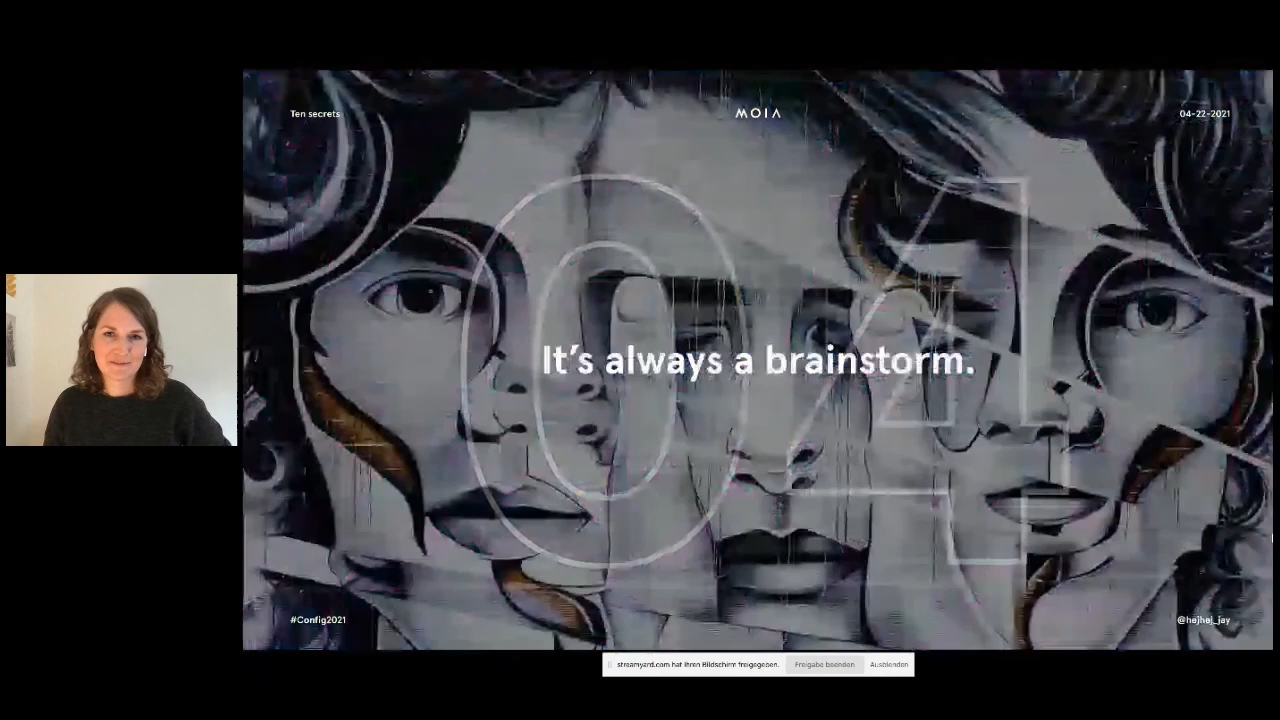 Ten secrets
MOIA
04-22-2021
04
It's always a brainstorm.
#Config2021
@hejhej_jay
streamyard.com hat Ihren Bildschirm freigegeben.
Freigabe beenden
Ausblenden